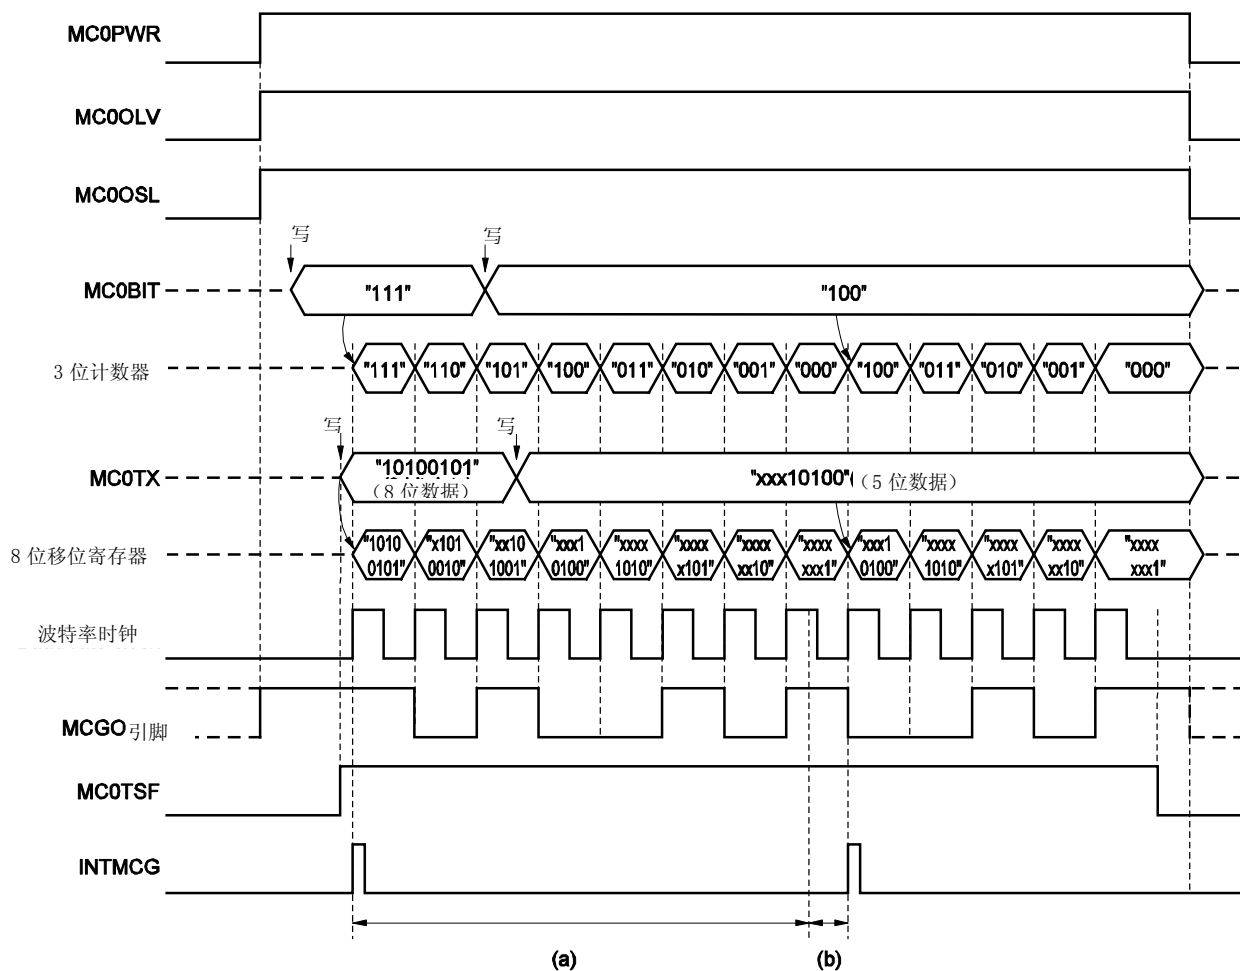 MC0PWR
MC0OLV
MC0OSL
写 写
MC0BIT "111" "100"
3 位计数器 "111" "110" "101" "100" "011" "010" "001" "000" "100" "011" "010" "001" "000"
写 写
MC0TX "10100101" "xxx10100"( (5 位数据)
(8 位数据)
8 位移位寄存器 "1010 "x101 "xx10 "xxx1 "xxxx "xxxx "xxxx "xxxx "xxx1 "xxxx "xxxx "xxxx "xxxx
0101" 0010" 1001" 0100" 1010" x101" xx10" xxx1" 0100" 1010" x101" xx10" xxx1"
波特率时钟
MCGO 引脚
MC0TSF
INTMCG
(a) (b)